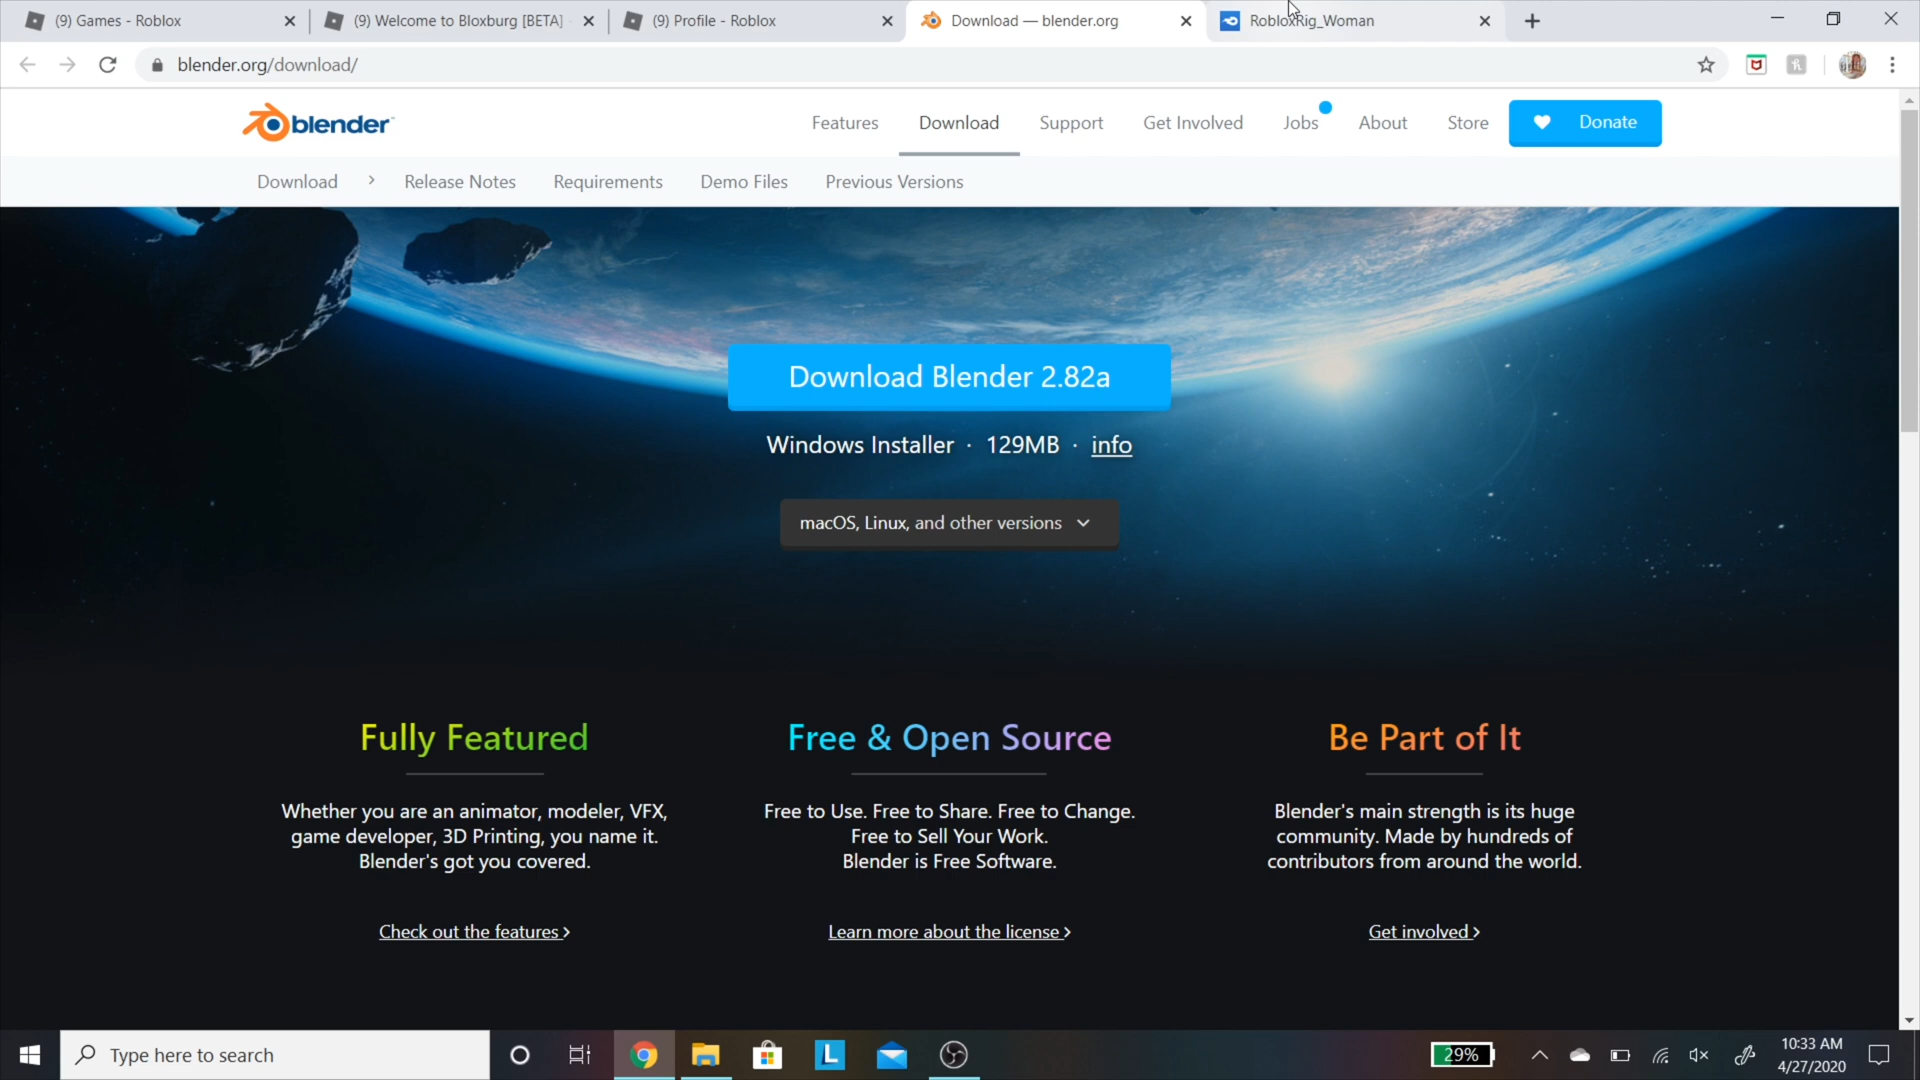 (9) Games - Roblox
(9) Welcome to Bloxburg [BETA]
(9) Profile - Roblox
Download — blender.org
RobloxRig_Woman
blender.org/download/
blender
Features
Download
Support
Get Involved
Jobs
About
Store
Donate
Download
Release Notes
Requirements
Demo Files
Previous Versions
Download Blender 2.82a
Windows Installer · 129MB · info
macOS, Linux, and other versions
Fully Featured
Whether you are an animator, modeler, VFX,
game developer, 3D Printing, you name it.
Blender's got you covered.
Check out the features
Free & Open Source
Free to Use. Free to Share. Free to Change.
Free to Sell Your Work.
Blender is Free Software.
Learn more about the license
Be Part of It
Blender's main strength is its huge
community. Made by hundreds of
contributors from around the world.
Get involved
Type here to search
L
29%
10:33 AM
4/27/2020